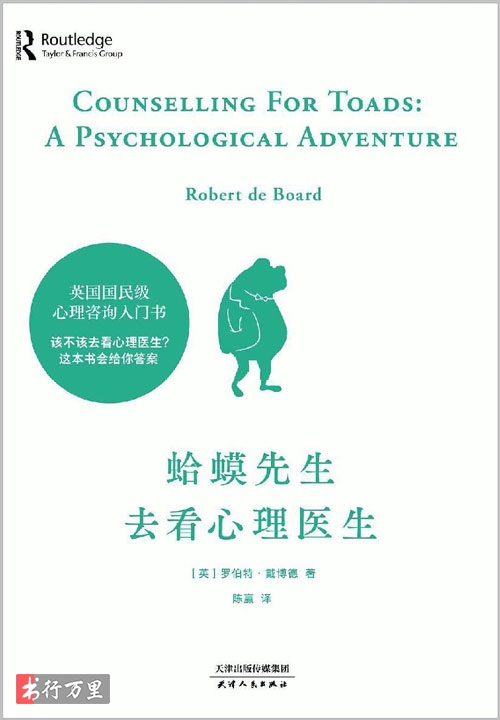 ROUTLEDGE
Routledge
Taylor & Francis Group
COUNSELLING FOR TOADS:
A PSYCHOLOGICAL ADVENTURE
Robert de Board
英国国民级
心理咨询入门书
该不该去看心理医生?
这本书会给你答案
蛤蟆先生
去看心理医生
[英]罗伯特·戴博德 著
陈赢 译
天津出版传媒集团
天津人民出版社
书行万里